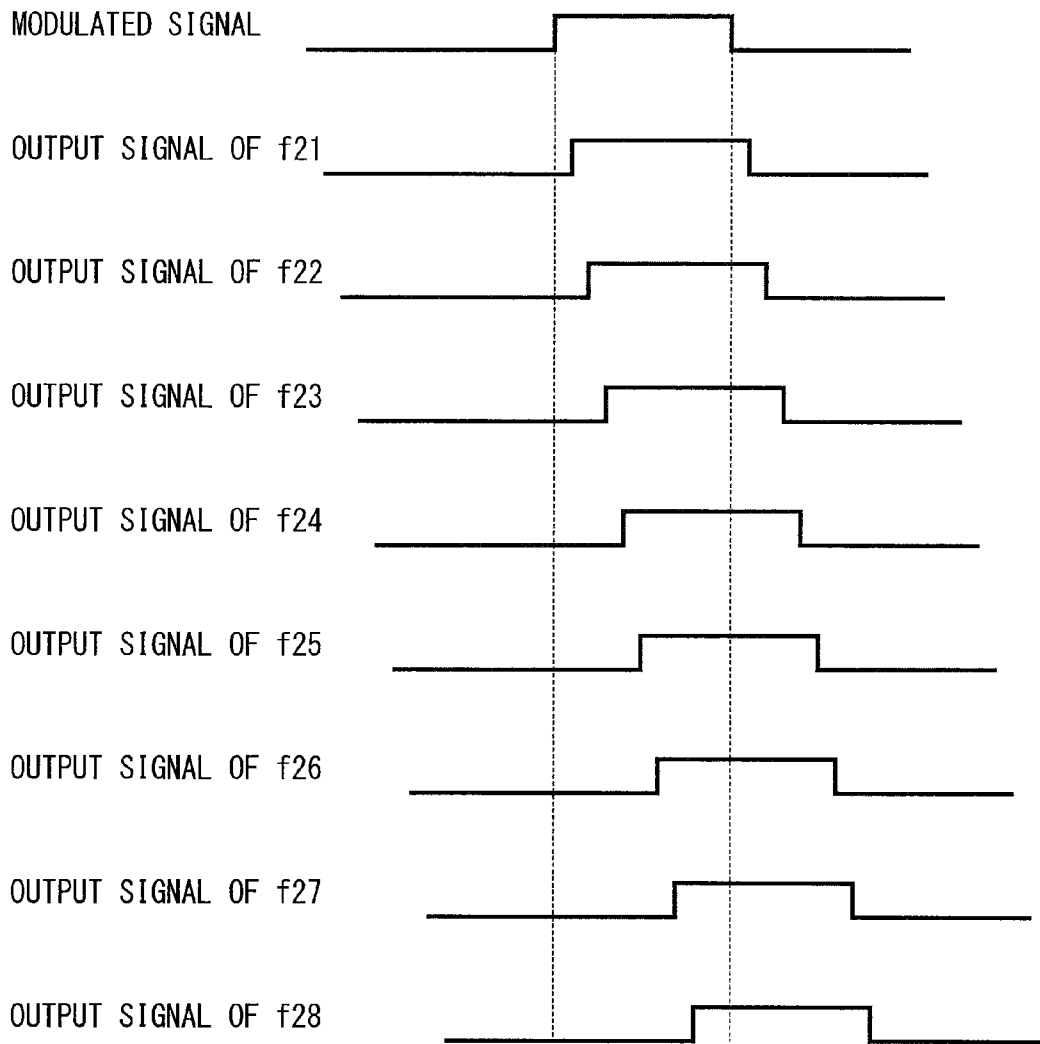 MODULATED SIGNAL
OUTPUT SIGNAL OF f21
OUTPUT SIGNAL OF f22
OUTPUT SIGNAL OF f23
OUTPUT SIGNAL OF f24
OUTPUT SIGNAL OF f25
OUTPUT SIGNAL OF f26
OUTPUT SIGNAL OF f27
OUTPUT SIGNAL OF f28